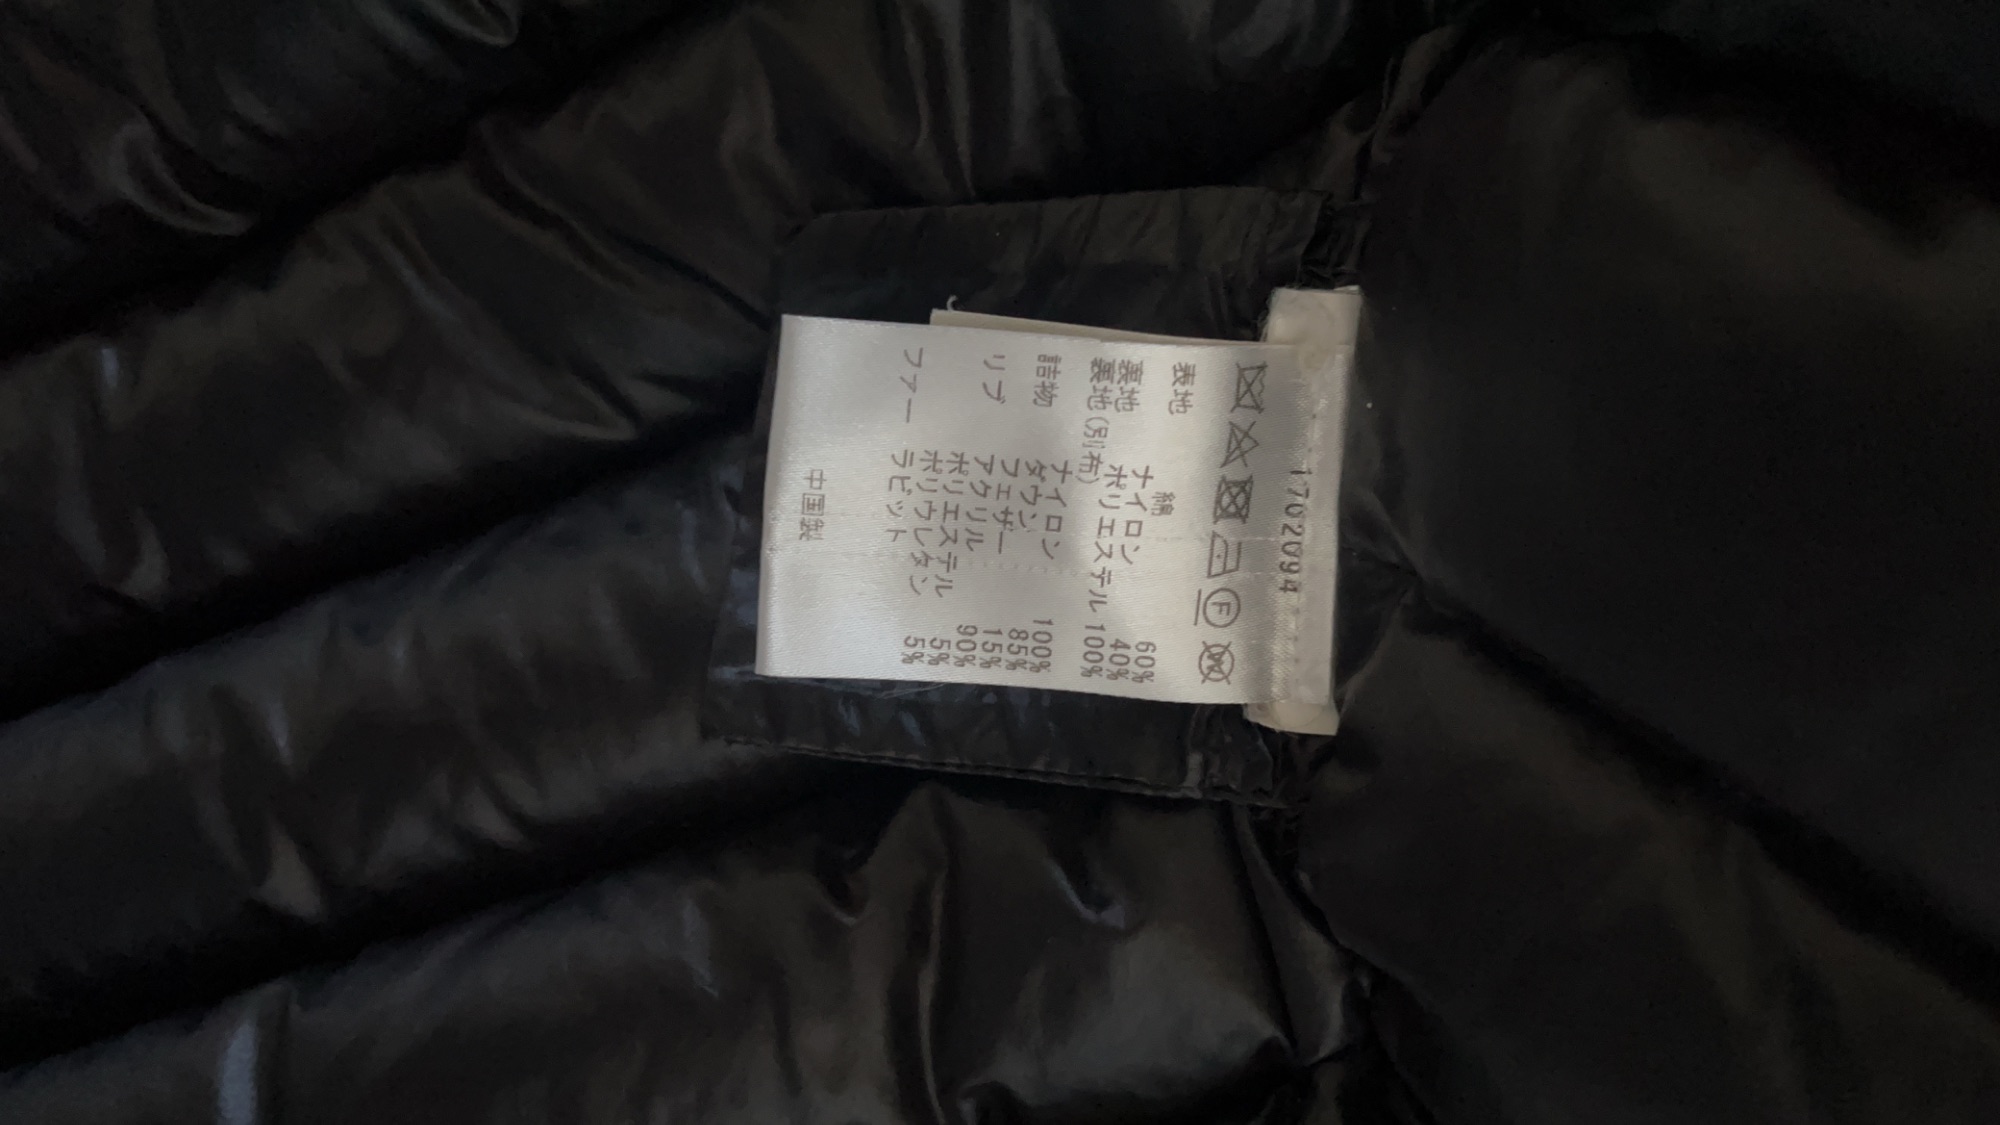 1702094
F
W
表地 綿 60%
ナイロン 40%
裏地 ポリエステル 100%
裏地(別布)
ナイロン 100%
詰物 ダウン 85%
フェザー 15%
リブ アクリル 90%
ポリエステル 5%
ポリウレタン 5%
ファー ラビット
中国製